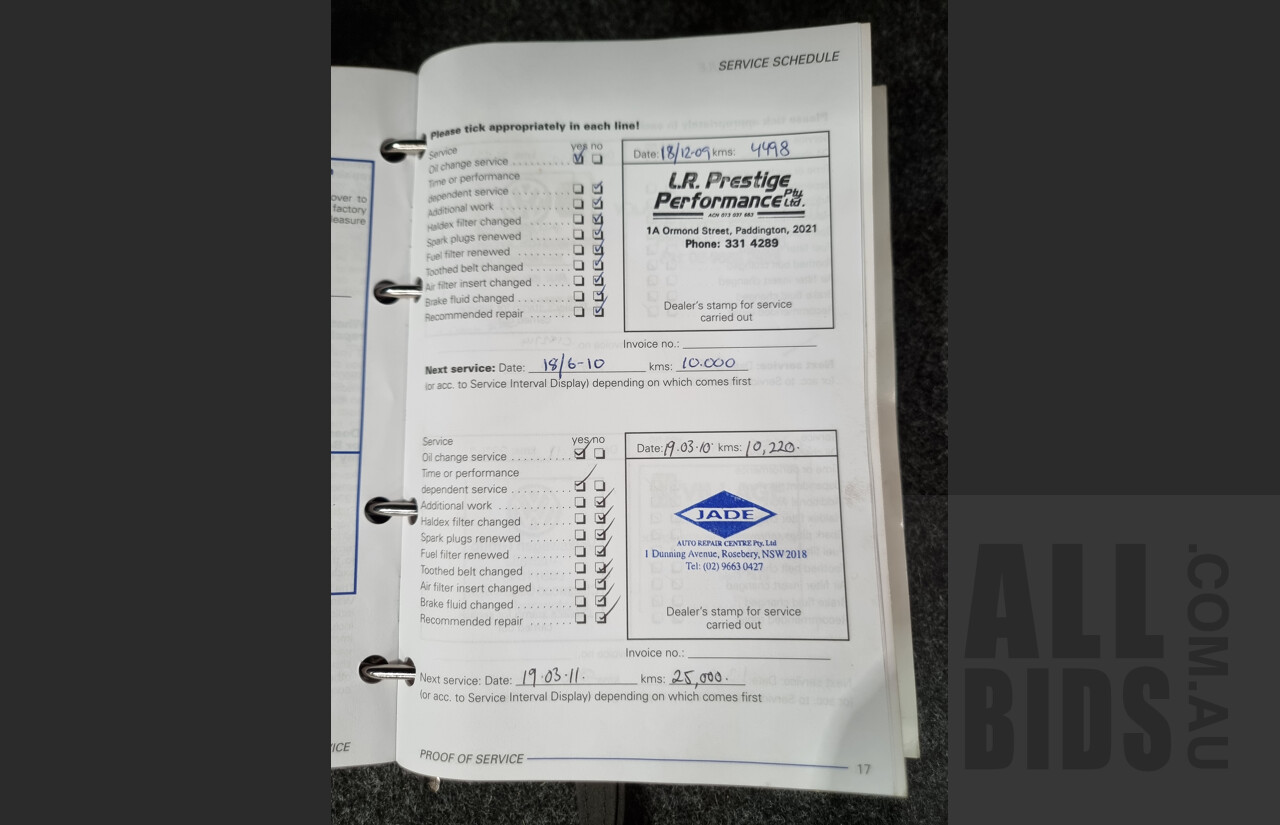 SERVICE SCHEDULE
Please tick appropriately in each line!
Service yes no
Oil change service
Time or performance
dependent service
Additional work
Haldex filter changed
Spark plugs renewed
Fuel filter renewed
Toothed belt changed
Air filter insert changed
Brake fluid changed
Recommended repair
Date: 18/12-09 kms: 4498
I.R. Prestige
Performance Pty. Ltd.
1A Ormond Street, Paddington, 2021
Phone: 331 4289
Dealer's stamp for service
carried out
Invoice no.:
Next service: Date: 18/6-10 kms: 10.000
(or acc. to Service Interval Display) depending on which comes first
Service yes no
Oil change service
Time or performance
dependent service
Additional work
Haldex filter changed
Spark plugs renewed
Fuel filter renewed
Toothed belt changed
Air filter insert changed
Brake fluid changed
Recommended repair
Date: 19.03.10 kms: 10,220.
JADE
AUTO REPAIR CENTRE Pty. Ltd
1 Dunning Avenue, Rosebery, NSW 2018
Tel: (02) 9663 0427
Dealer's stamp for service
carried out
Invoice no.:
Next service: Date: 19.03.11. kms: 25,000.
(or acc. to Service Interval Display) depending on which comes first
PROOF OF SERVICE
17
over to
factory
leasure
ICE
ALL
BIDS
.COM.AU